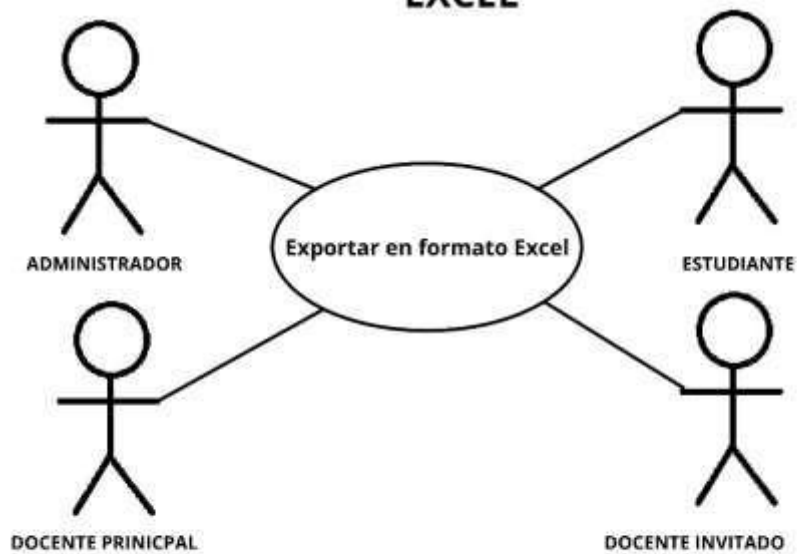 EXCEL
ADMINISTRADOR
Exportar en formato Excel
ESTUDIANTE
DOCENTE PRINICPAL
DOCENTE INVITADO